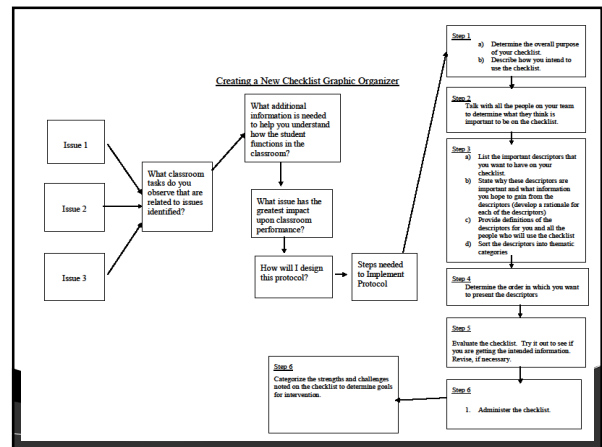 Creating a New Checklist Graphic Organizer
Issue 1
Issue 2
Issue 3
What classroom
tasks do you
observe that are
related to issues
identified?
What additional
information is needed
to help you understand
how the student
functions in the
classroom?
What issue has the
greatest impact
upon classroom
performance?
How will I design
this protocol?
Steps needed
to Implement
Protocol
Step 1
a) Determine the overall purpose
of your checklist.
b) Describe how you intend to
use the checklist.
Step 2
Talk with all the people on your team
to determine what they think is
important to be on the checklist.
Step 3
a) List the important descriptors that
you want to have on your
checklist.
b) State why these descriptors are
important and what information
you hope to gain from the
descriptors (develop a rationale for
each of the descriptors)
c) Provide definitions of the
descriptors for you and all the
people who will use the checklist
d) Sort the descriptors into thematic
categories
Step 4
Determine the order in which you want
to present the descriptors
Step 5
Evaluate the checklist. Try it out to see if
you are getting the intended information.
Revise, if necessary.
Step 6
1. Administer the checklist.
Step 6
Categorize the strengths and challenges
noted on the checklist to determine goals
for intervention.